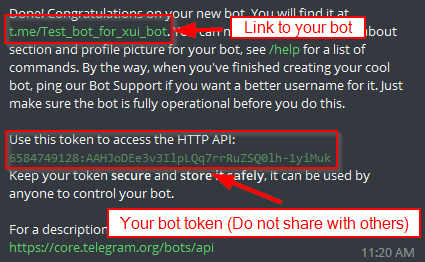 Done! Congratulations on your new bot. You will find it at
t.me/Test_bot_for_xui_bot. You can about
Link to your bot
section and profile picture for your bot, see /help for a list of
commands. By the way, when you've finished creating your cool
bot, ping our Bot Support if you want a better username for it. Just
make sure the bot is fully operational before you do this.
Use this token to access the HTTP API:
6584749128:AAHJoDEe3v3IlpLQq7rrRuZSQ0lh-1yiMuk
Keep your token secure and store it safely, it can be used by
anyone to control your bot.
Your bot token (Do not share with others)
For a description
https://core.telegram.org/bots/api
11:20 AM